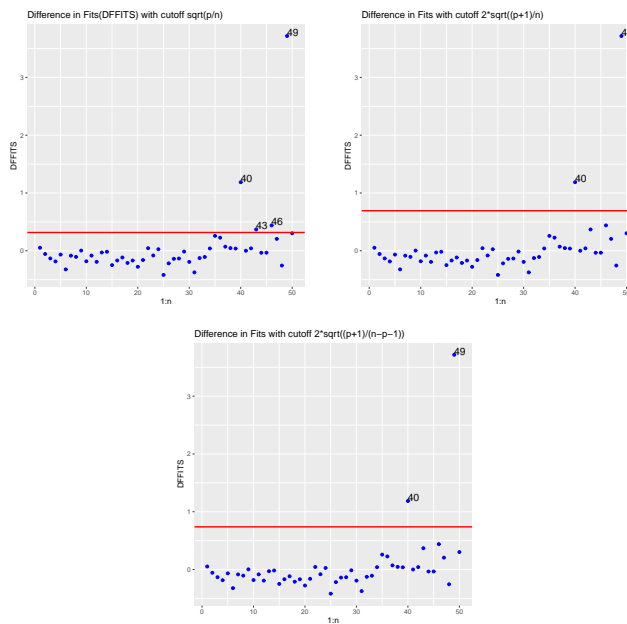 Difference in Fits(DFFITS) with cutoff sqrt(p/n)
49
3
2
40
1
43 46
0
DFFITS
0 10 20 30 40 50
1:n
Difference in Fits with cutoff 2*sqrt((p+1)/n)
3
2
40
1
0
DFFITS
0 10 20 30 40 50
1:n
Difference in Fits with cutoff 2*sqrt((p+1)/(n−p−1))
49
3
2
40
1
0
DFFITS
0 10 20 30 40 50
1:n